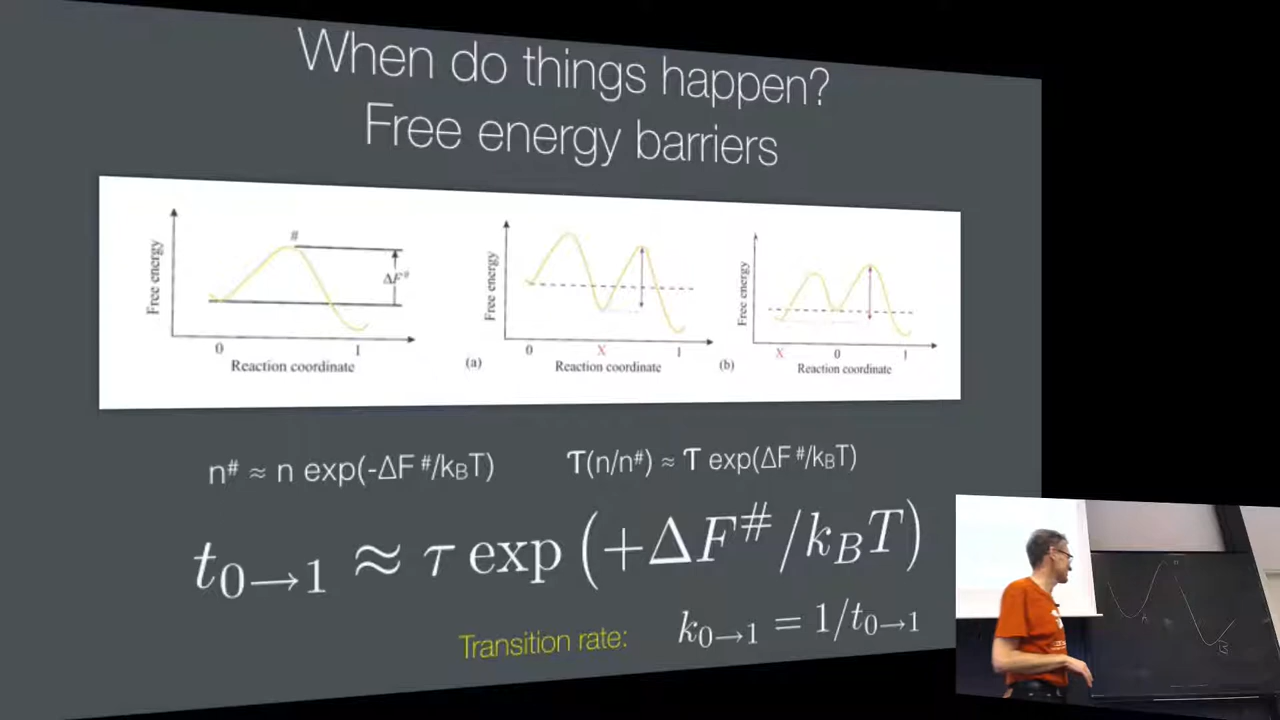 When do things happen?
Free energy barriers
Free energy
#
ΔF#
0
1
Reaction coordinate
(a)
Free energy
0
X
1
Reaction coordinate
(b)
Free energy
X
0
1
Reaction coordinate
n# ≈ n exp(-ΔF #/kBT)
τ(n/n#) ≈ τ exp(ΔF #/kBT)
t0→1 ≈ τ exp (+ΔF#/kBT)
Transition rate:
k0→1 = 1/t0→1
A
B